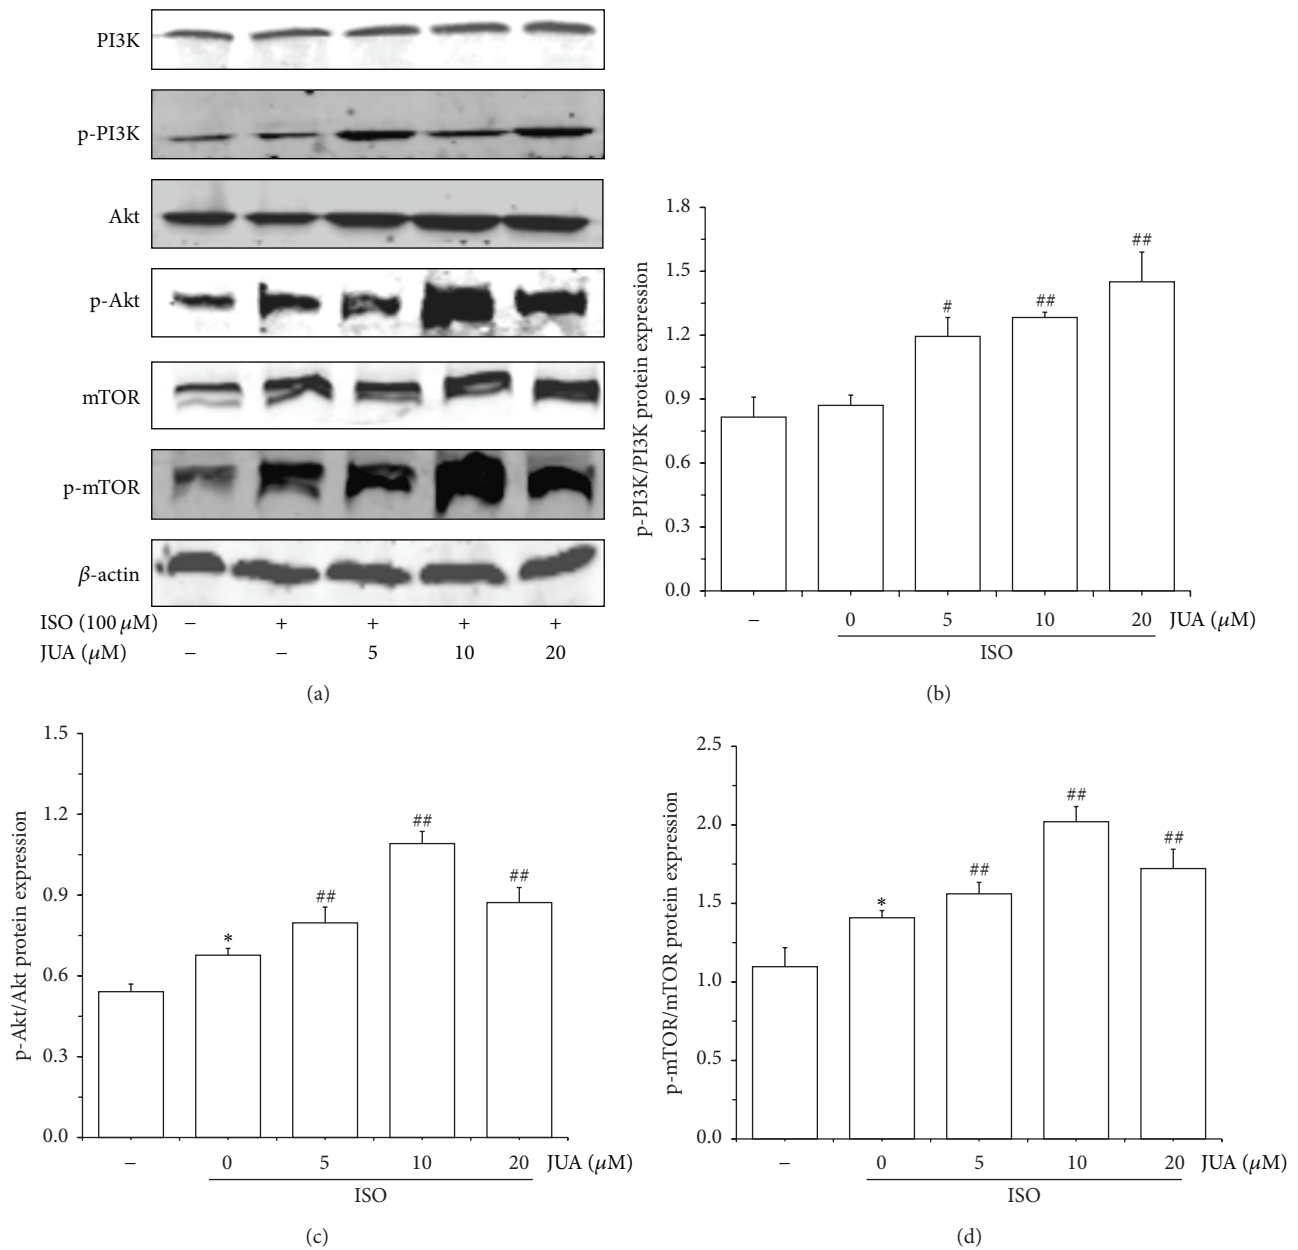 PI3K
p-PI3K
Akt
p-Akt
mTOR
p-mTOR
β-actin
ISO (100 μM) − + + + +
JUA (μM) − − 5 10 20
(a)
p-PI3K/PI3K protein expression
1.8
1.5
1.2
0.9
0.6
0.3
0.0
# ## ##
− 0 5 10 20 JUA (μM)
ISO
(b)
p-Akt/Akt protein expression
1.5
1.2
0.9
0.6
0.3
0.0
* ## ## ##
− 0 5 10 20 JUA (μM)
ISO
(c)
p-mTOR/mTOR protein expression
2.5
2.0
1.5
1.0
0.5
0.0
* ## ## ##
− 0 5 10 20 JUA (μM)
ISO
(d)